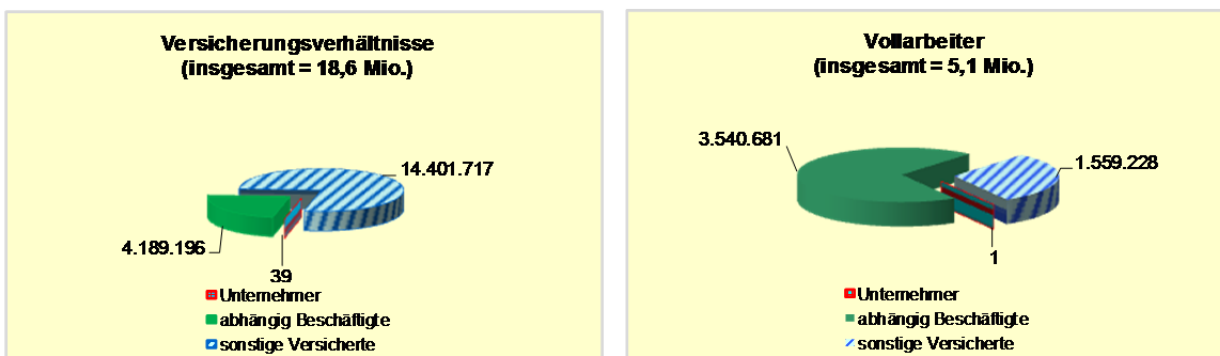 Versicherungsverhältnisse
(insgesamt = 18,6 Mio.)
14.401.717
4.189.196
39
Unternehmer
abhängig Beschäftigte
sonstige Versicherte
Vollarbeiter
(insgesamt = 5,1 Mio.)
3.540.681
1.559.228
1
Unternehmer
abhängig Beschäftigte
sonstige Versicherte